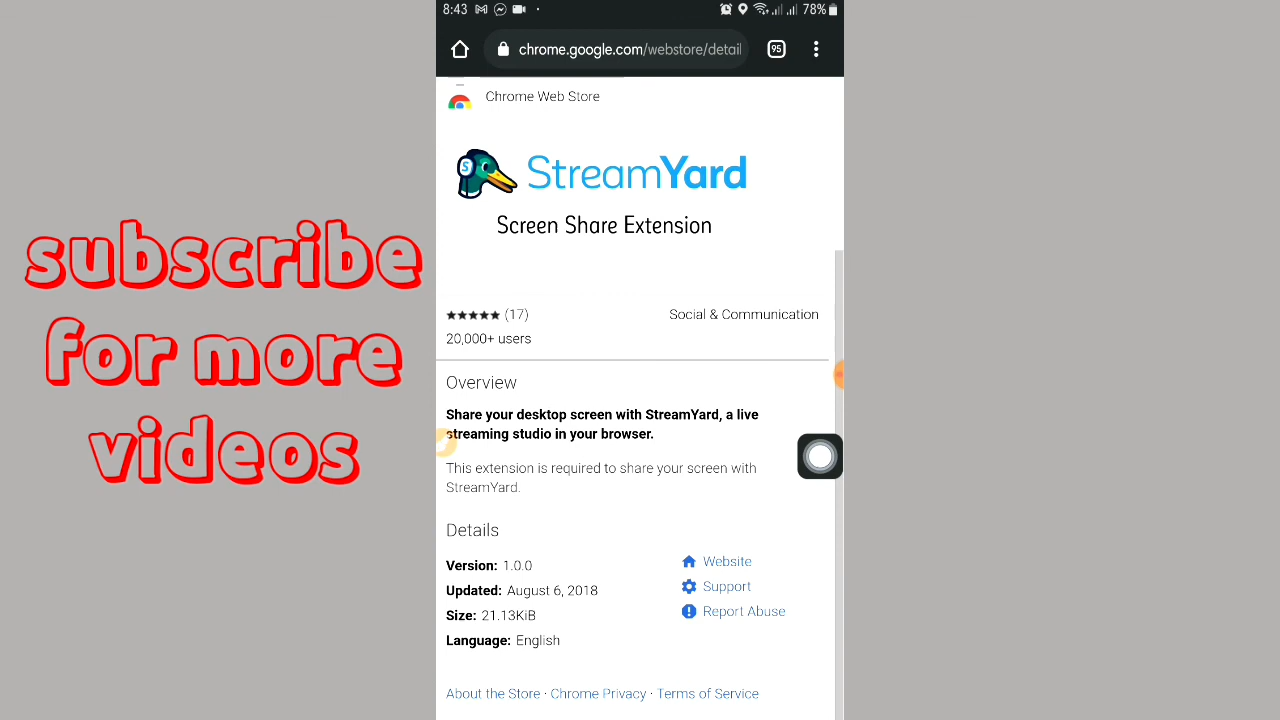 8:43
78%
chrome.google.com/webstore/detail
95
Chrome Web Store
S
StreamYard
Screen Share Extension
★★★★★ (17)
Social & Communication
20,000+ users
Overview
Share your desktop screen with StreamYard, a live
streaming studio in your browser.
This extension is required to share your screen with
StreamYard.
Details
Version: 1.0.0
Updated: August 6, 2018
Size: 21.13KiB
Language: English
Website
Support
Report Abuse
About the Store · Chrome Privacy · Terms of Service
subscribe
for more
videos